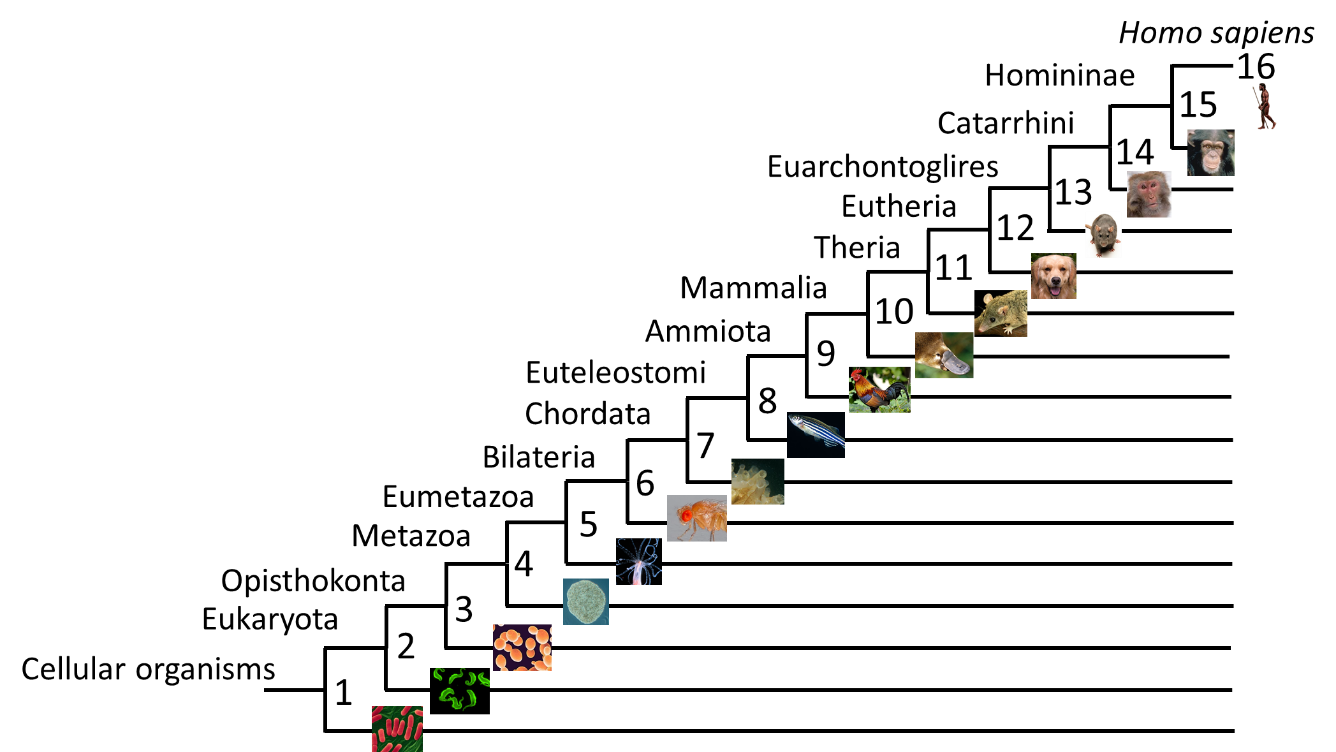 Homo sapiens
16
Homininae
15
Catarrhini
14
Euarchontoglires
13
Eutheria
12
Theria
11
Mammalia
10
Ammiota
9
Euteleostomi
8
Chordata
7
Bilateria
6
Eumetazoa
5
Metazoa
4
Opisthokonta
3
Eukaryota
2
Cellular organisms
1